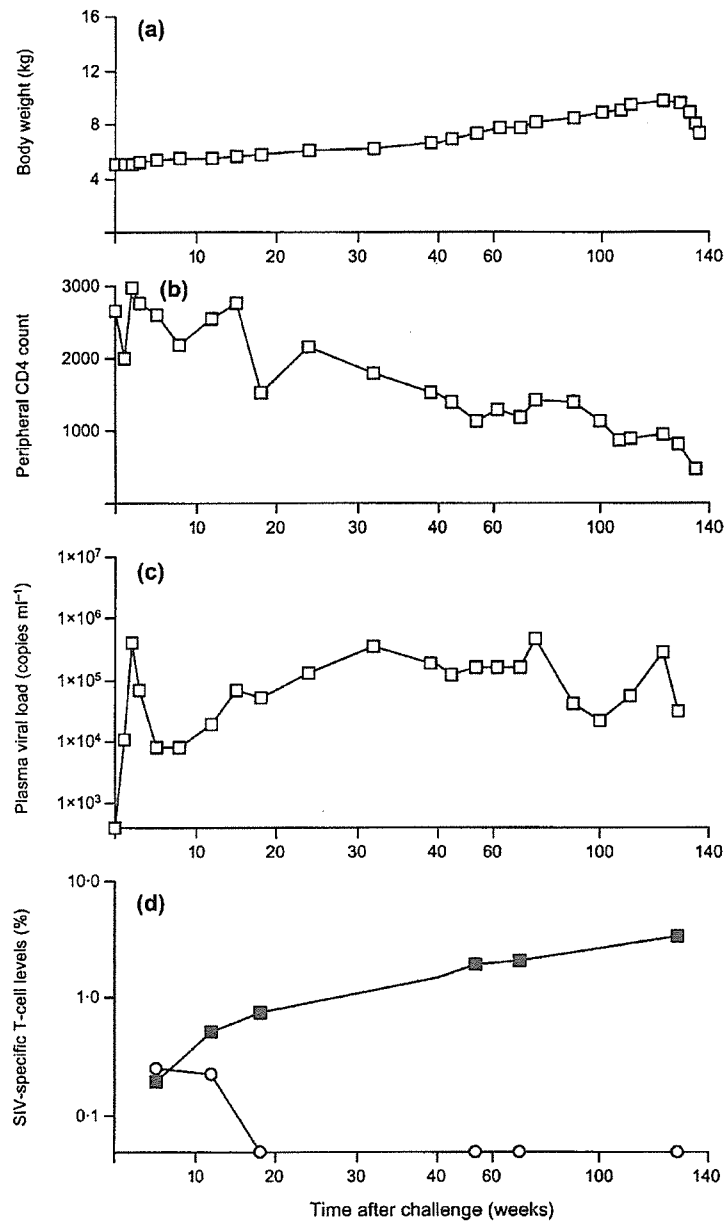 (a)
Body weight (kg)
16
12
8
4
10 20 30 40 60 100 140
(b)
Peripheral CD4 count
3000
2000
1000
10 20 30 40 60 100 140
(c)
Plasma viral load (copies ml⁻¹)
1×10⁷
1×10⁶
1×10⁵
1×10⁴
1×10³
10 20 30 40 60 100 140
(d)
SIV-specific T-cell levels (%)
10·0
1·0
0·1
10 20 30 40 60 100 140
Time after challenge (weeks)